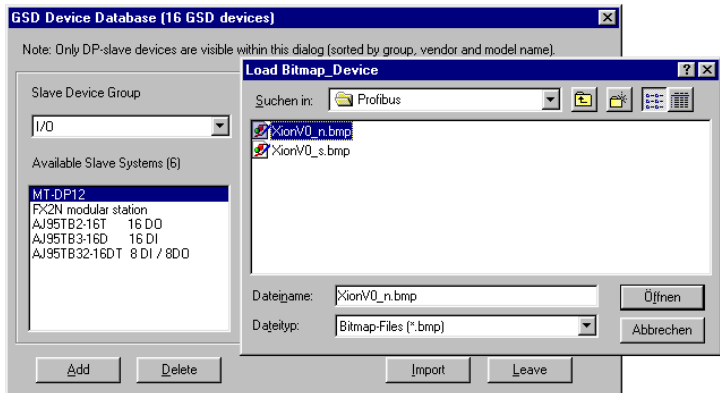 GSD Device Database (16 GSD devices)
Note: Only DP-slave devices are visible within this dialog (sorted by group, vendor and model name).
Slave Device Group
I/O
Available Slave Systems (6)
MT-DP12
FX2N modular station
AJ95TB2-16T 16 DO
AJ95TB3-16D 16 DI
AJ95TB32-16DT 8 DI / 8DO
Add
Delete
Import
Leave
Load Bitmap_Device
Suchen in:
Profibus
XionV0_n.bmp
XionV0_s.bmp
Dateiname:
XionV0_n.bmp
Öffnen
Dateityp:
Bitmap-Files (*.bmp)
Abbrechen